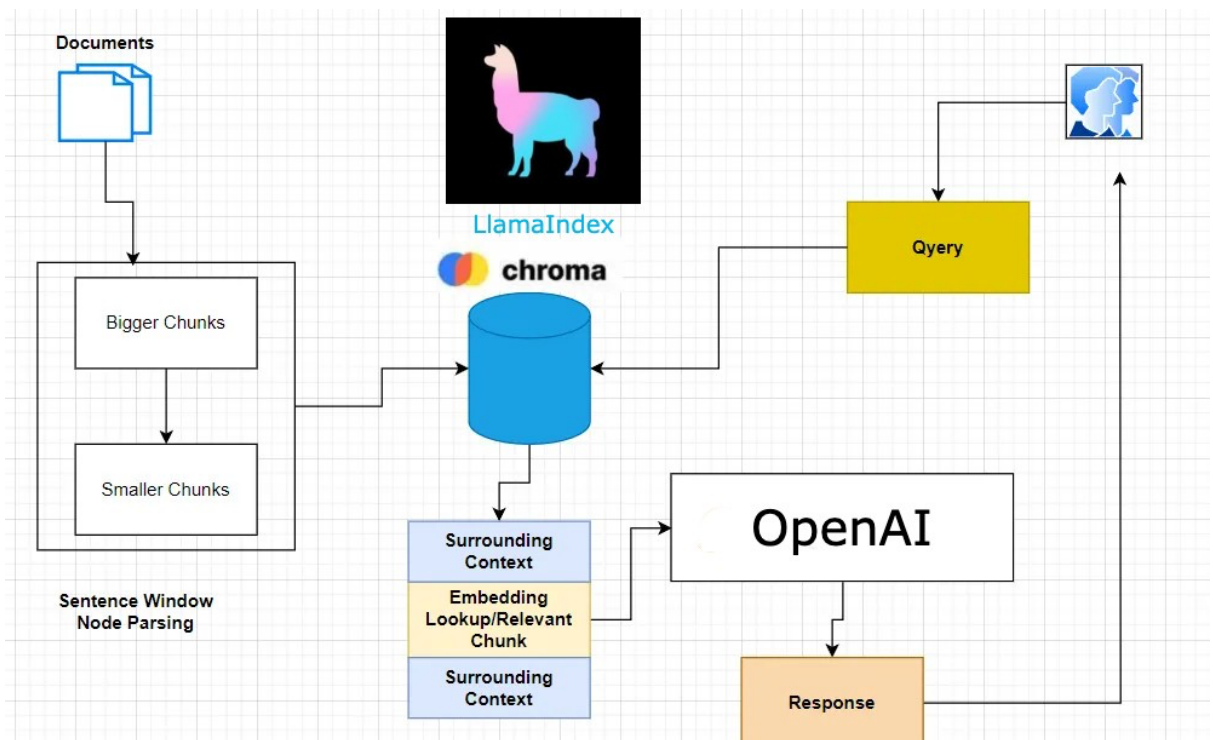 Documents
LlamaIndex
chroma
Qyery
Bigger Chunks
Smaller Chunks
Sentence Window
Node Parsing
Surrounding
Context
Embedding
Lookup/Relevant
Chunk
Surrounding
Context
OpenAI
Response